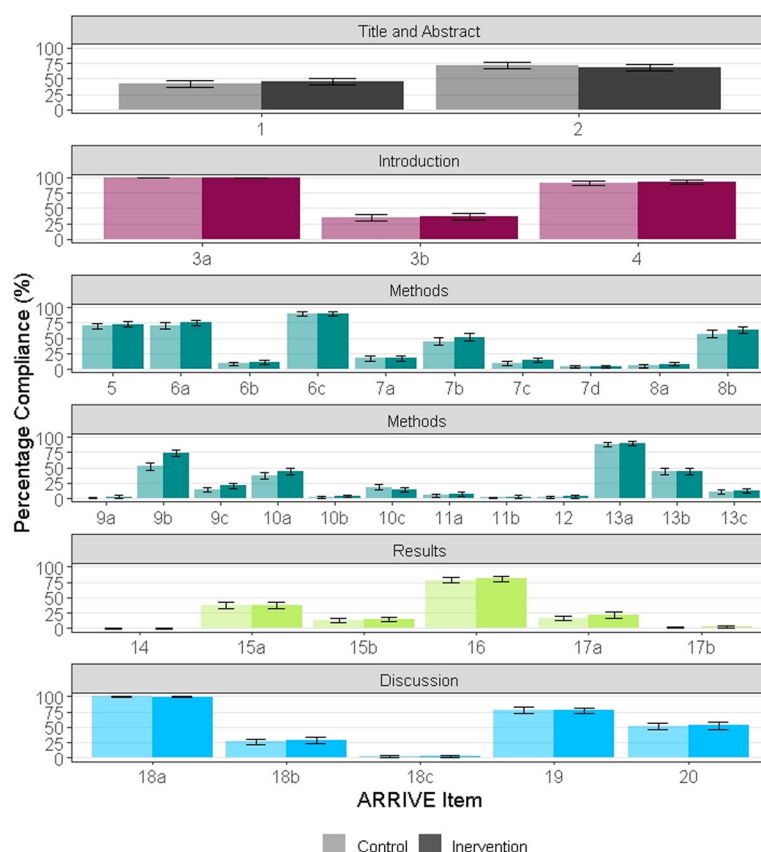 Title and Abstract
100
75
50
25
0
1 2
Introduction
100
75
50
25
0
3a 3b 4
Methods
100
75
50
25
0
5 6a 6b 6c 7a 7b 7c 7d 8a 8b
Methods
100
75
50
25
0
9a 9b 9c 10a 10b 10c 11a 11b 12 13a 13b 13c
Results
100
75
50
25
0
14 15a 15b 16 17a 17b
Discussion
100
75
50
25
0
18a 18b 18c 19 20
Percentage Compliance (%)
ARRIVE Item
Control Inervention